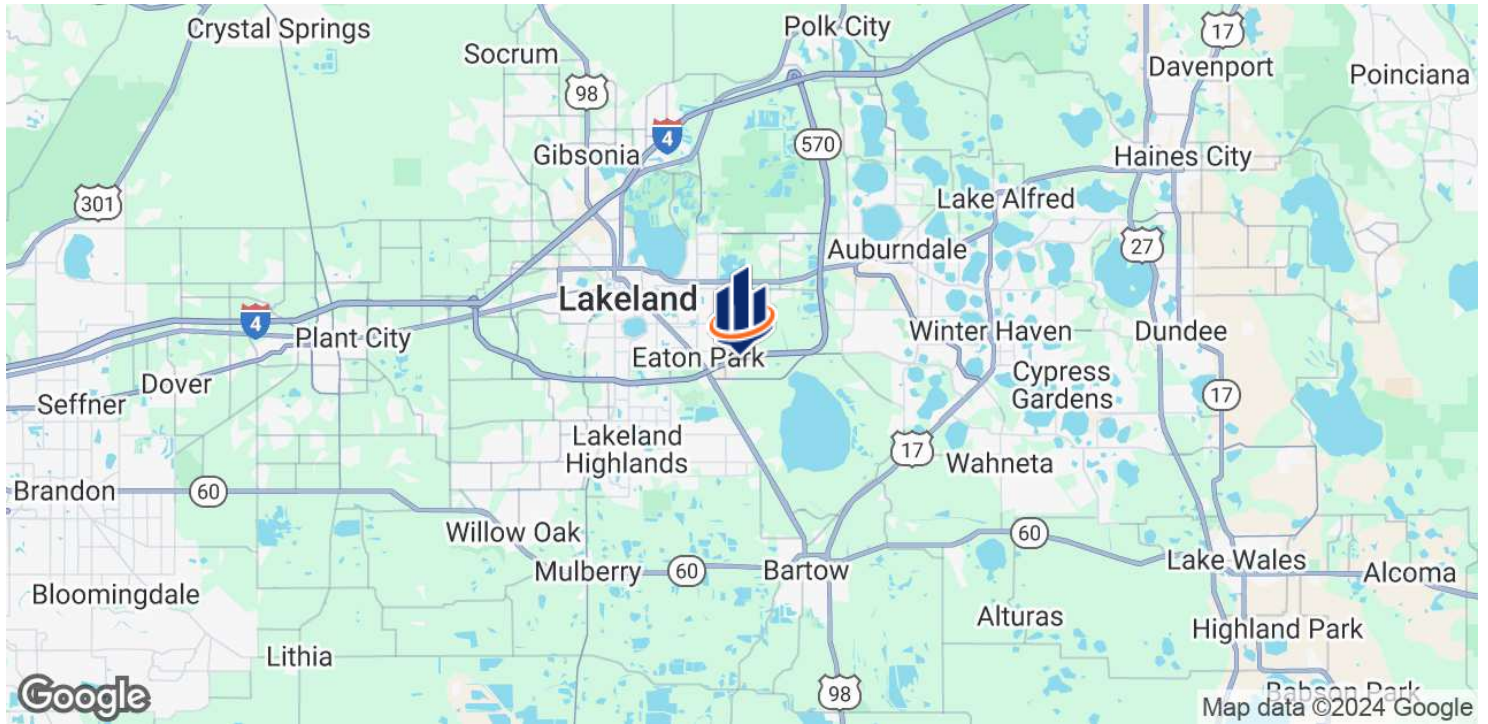 Crystal Springs
Polk City
17
Socrum
Davenport
Poinciana
98
4
570
Gibsonia
Haines City
301
Lake Alfred
Auburndale
27
Lakeland
4
Plant City
Winter Haven
Dundee
Eaton Park
Dover
Cypress
Gardens
Seffner
17
Lakeland
Highlands
17
Wahneta
Brandon
60
Willow Oak
60
Mulberry
60
Bartow
Lake Wales
Alcoma
Bloomingdale
Alturas
Highland Park
Lithia
98
Babson Park
Google
Map data ©2024 Google